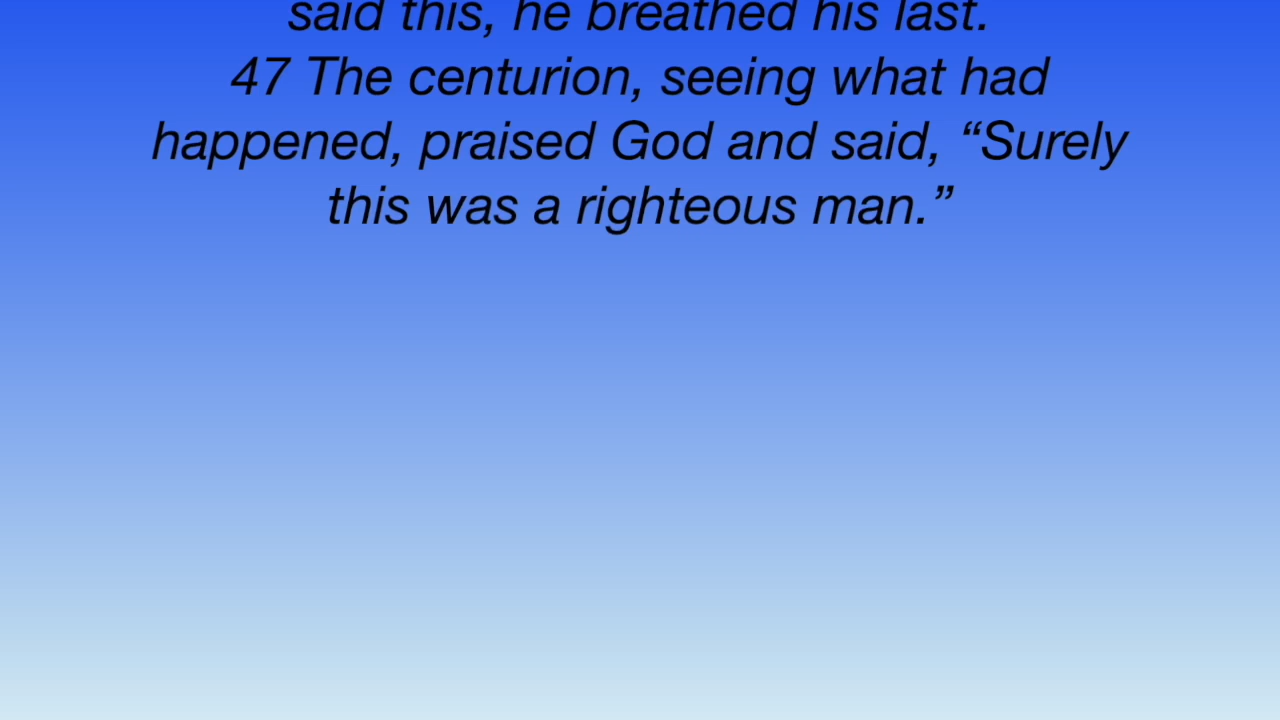 said this, he breathed his last.
47 The centurion, seeing what had
happened, praised God and said, “Surely
this was a righteous man.”